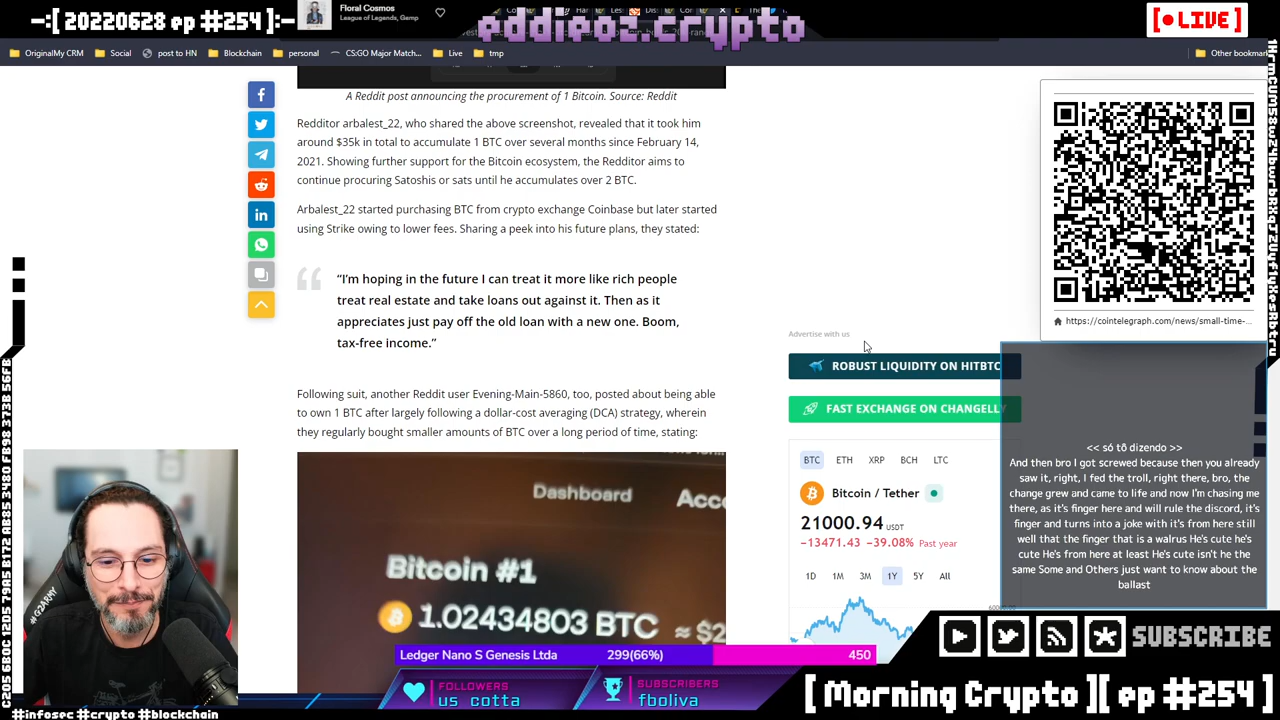 -:[ 20220628 ep #254 ]:-
Floral Cosmos
League of Legends, Gemp
eddieoz.crypto
[ • LIVE ]
OriginalMy CRM
Social
post to HN
Blockchain
personal
CS:GO Major Match...
Live
tmp
Other bookmar
A Reddit post announcing the procurement of 1 Bitcoin. Source: Reddit
Redditor arbalest_22, who shared the above screenshot, revealed that it took him
around $35k in total to accumulate 1 BTC over several months since February 14,
2021. Showing further support for the Bitcoin ecosystem, the Redditor aims to
continue procuring Satoshis or sats until he accumulates over 2 BTC.
Arbalest_22 started purchasing BTC from crypto exchange Coinbase but later started
using Strike owing to lower fees. Sharing a peek into his future plans, they stated:
“I’m hoping in the future I can treat it more like rich people
treat real estate and take loans out against it. Then as it
appreciates just pay off the old loan with a new one. Boom,
tax-free income.”
Following suit, another Reddit user Evening-Main-5860, too, posted about being able
to own 1 BTC after largely following a dollar-cost averaging (DCA) strategy, wherein
they regularly bought smaller amounts of BTC over a long period of time, stating:
Dashboard
Acco
Bitcoin #1
1.02434803 BTC ≈ $2
https://cointelegraph.com/news/small-time-...
Advertise with us
ROBUST LIQUIDITY ON HITBTC
FAST EXCHANGE ON CHANGELLY
BTC ETH XRP BCH LTC
Bitcoin / Tether
21000.94 USDT
−13471.43 −39.08% Past year
1D 1M 3M 1Y 5Y All
<< só tô dizendo >>
And then bro I got screwed because then you already
saw it, right, I fed the troll, right there, bro, the
change grew and came to life and now I'm chasing me
there, as it's finger here and will rule the discord, it's
finger and turns into a joke with it's from here still
well that the finger that is a walrus He's cute he's
cute He's from here at least He's cute isn't he the
same Some and Others just want to know about the
ballast
#G2ARMY
Ledger Nano S Genesis Ltda 299(66%) 450
FOLLOWERS
us_cotta
SUBSCRIBERS
fboliva
SUBSCRIBE
[ Morning Crypto ][ ep #254 ]
#infosec #crypto #blockchain